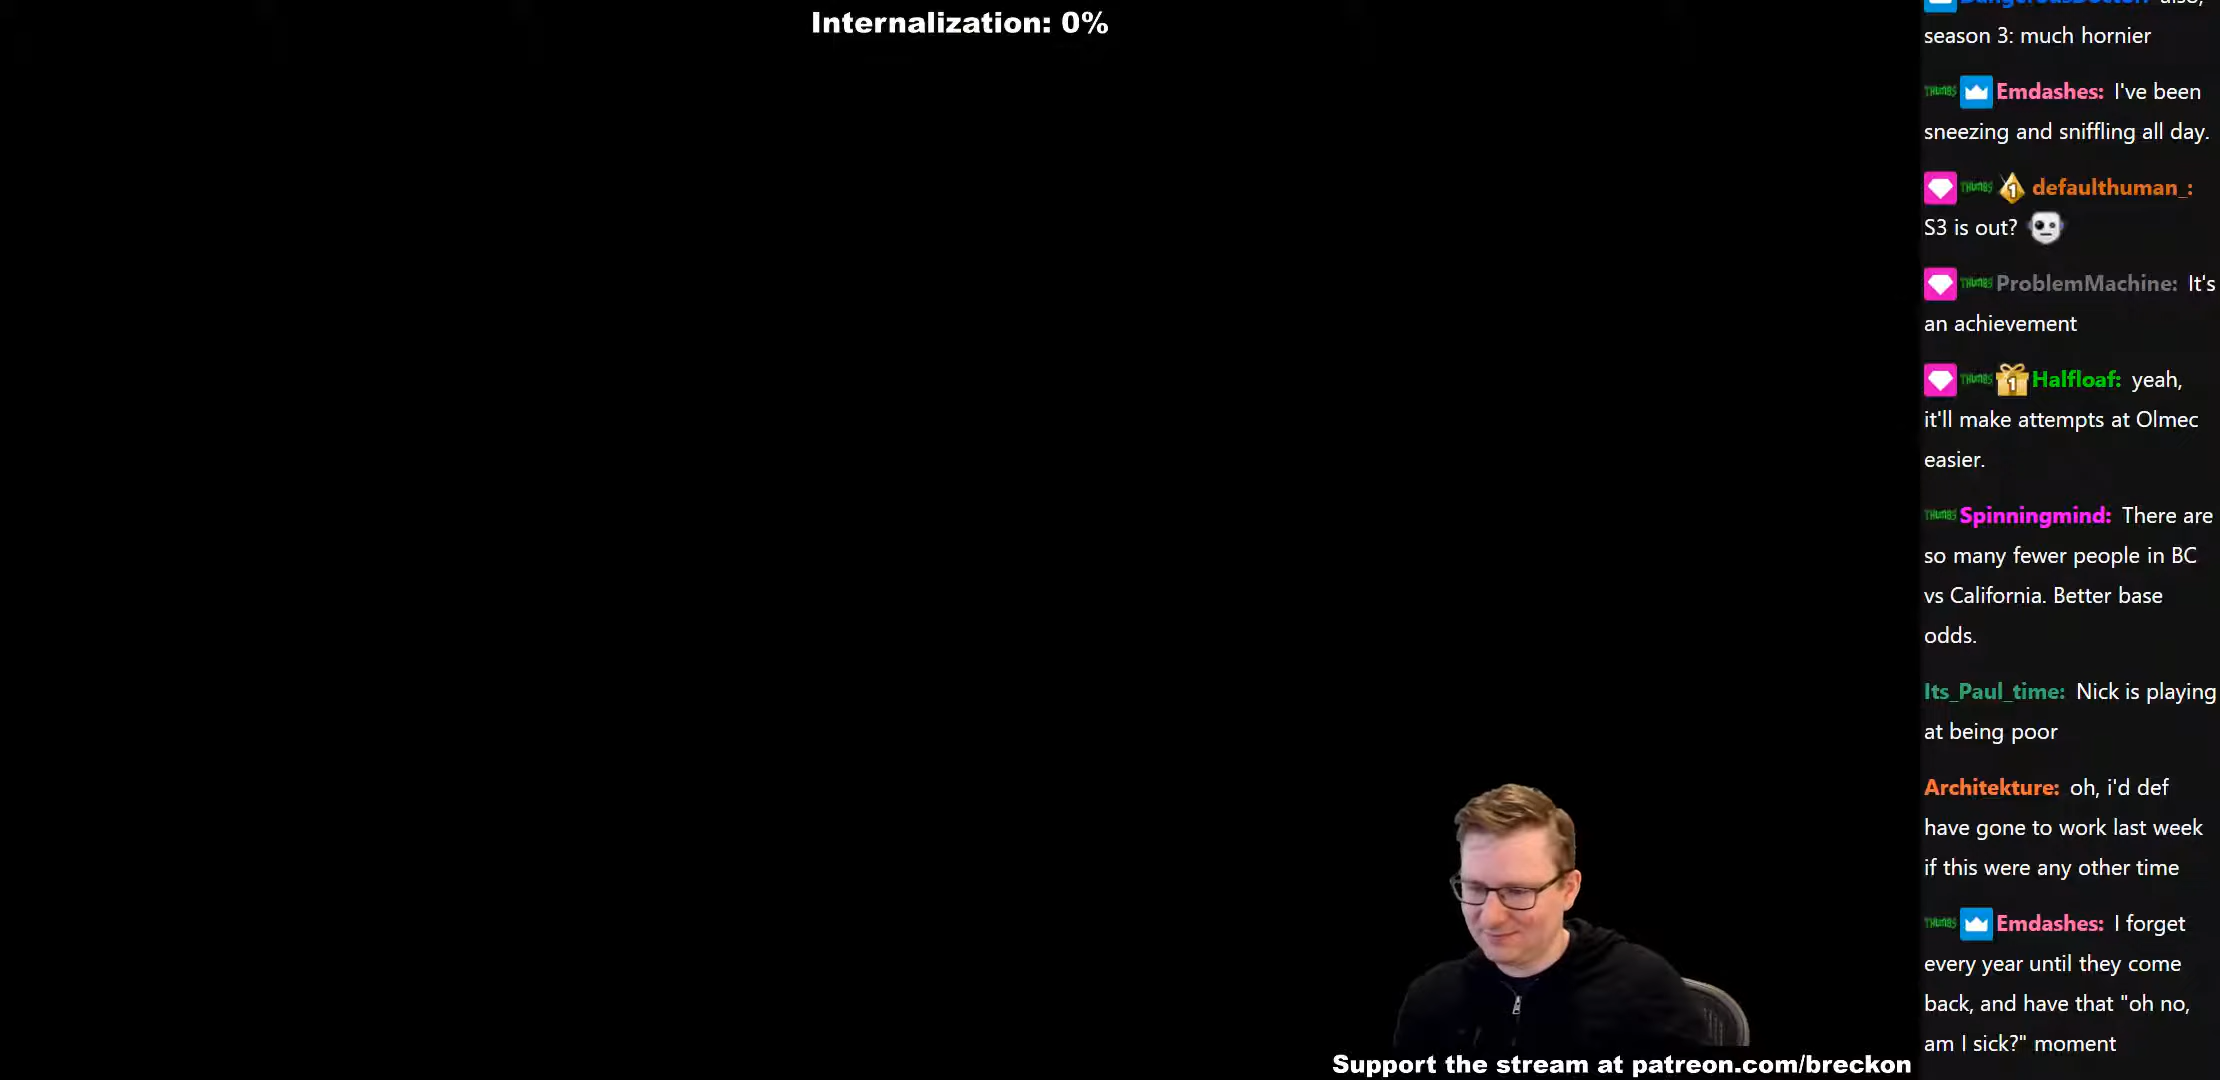 Internalization: 0%
season 3: much hornier
Emdashes: I've been
sneezing and sniffling all day.
defaulthuman_:
S3 is out?
ProblemMachine: It's
an achievement
Halfloaf: yeah,
it'll make attempts at Olmec
easier.
Spinningmind: There are
so many fewer people in BC
vs California. Better base
odds.
Its_Paul_time: Nick is playing
at being poor
Architekture: oh, i'd def
have gone to work last week
if this were any other time
Emdashes: I forget
every year until they come
back, and have that "oh no,
am I sick?" moment
Support the stream at patreon.com/breckon